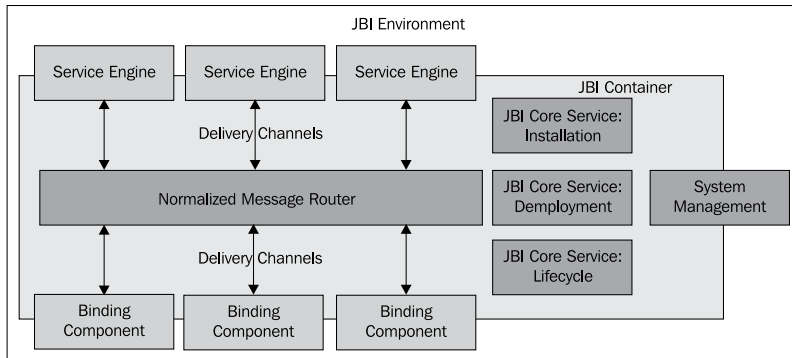 JBI Environment
Service Engine
Service Engine
Service Engine
JBI Container
Delivery Channels
JBI Core Service:
Installation
Normalized Message Router
JBI Core Service:
Demployment
System
Management
Delivery Channels
JBI Core Service:
Lifecycle
Binding
Component
Binding
Component
Binding
Component